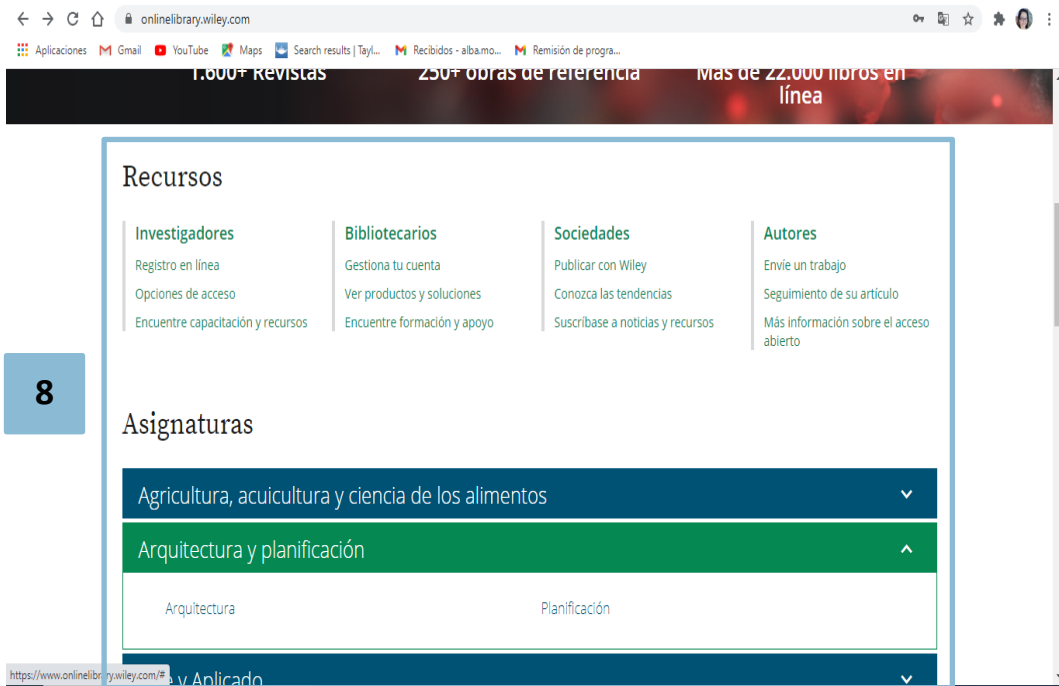 onlinelibrary.wiley.com
Aplicaciones Gmail YouTube Maps Search results | Tayl... Recibidos - alba.mo... Remisión de progra...
1.600+ Revistas 250+ obras de referencia Más de 22.000 libros en
línea
Recursos
Investigadores
Registro en línea
Opciones de acceso
Encuentre capacitación y recursos
Bibliotecarios
Gestiona tu cuenta
Ver productos y soluciones
Encuentre formación y apoyo
Sociedades
Publicar con Wiley
Conozca las tendencias
Suscríbase a noticias y recursos
Autores
Envíe un trabajo
Seguimiento de su artículo
Más información sobre el acceso
abierto
8
Asignaturas
Agricultura, acuicultura y ciencia de los alimentos
Arquitectura y planificación
Arquitectura Planificación
y Aplicado
https://www.onlinelibrary.wiley.com/#